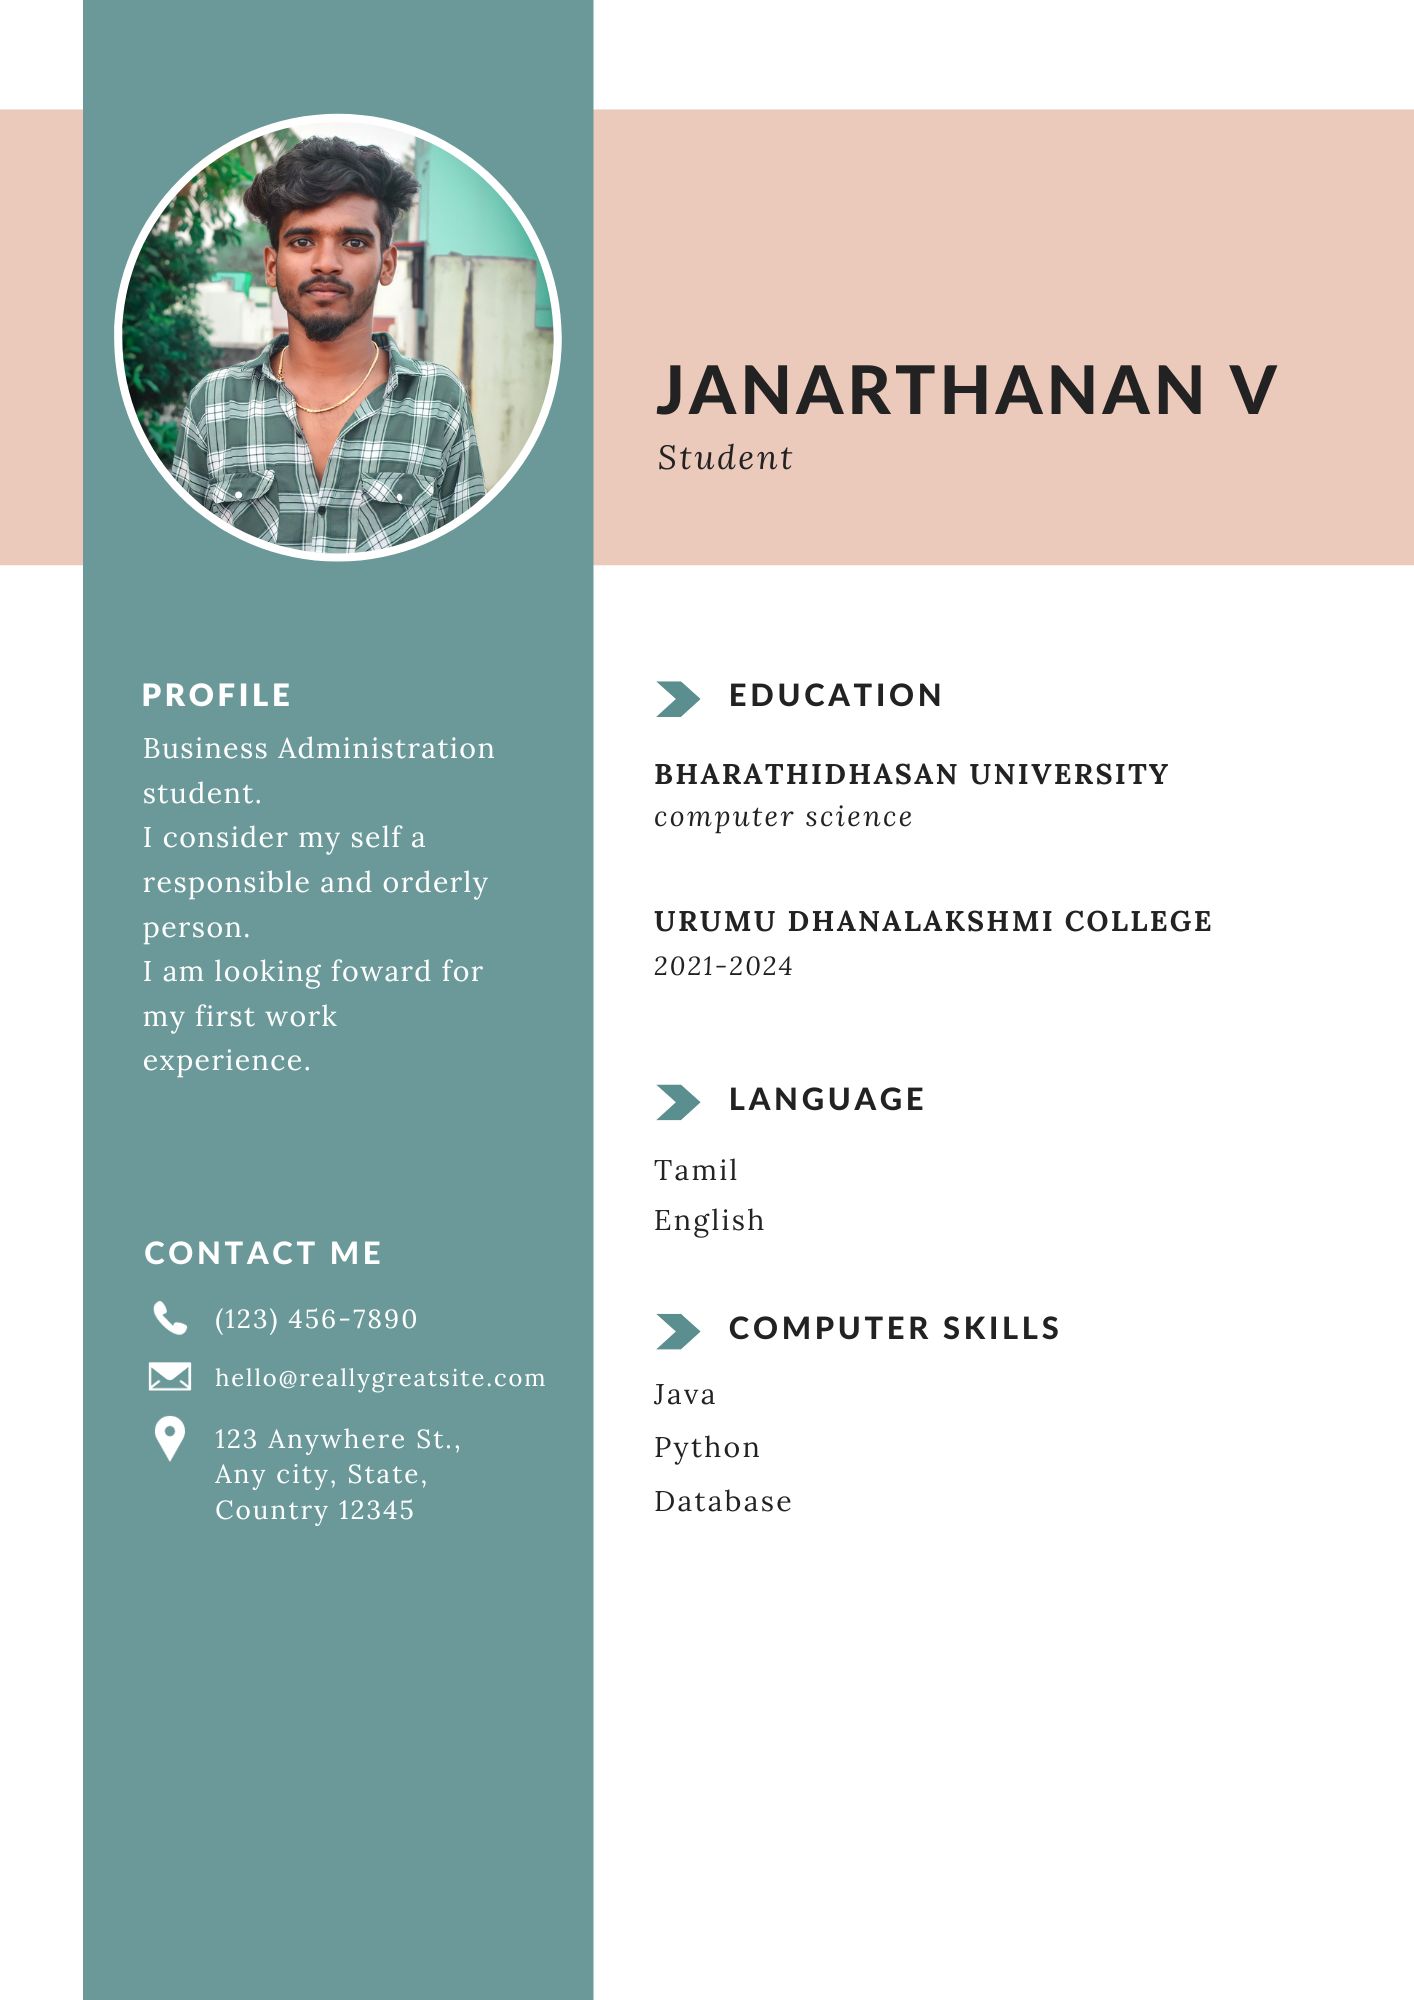 JANARTHANAN V
Student
PROFILE
Business Administration
student.
I consider my self a
responsible and orderly
person.
I am looking foward for
my first work
experience.
CONTACT ME
(123) 456-7890
hello@reallygreatsite.com
123 Anywhere St.,
Any city, State,
Country 12345
EDUCATION
BHARATHIDHASAN UNIVERSITY
computer science
URUMU DHANALAKSHMI COLLEGE
2021-2024
LANGUAGE
Tamil
English
COMPUTER SKILLS
Java
Python
Database